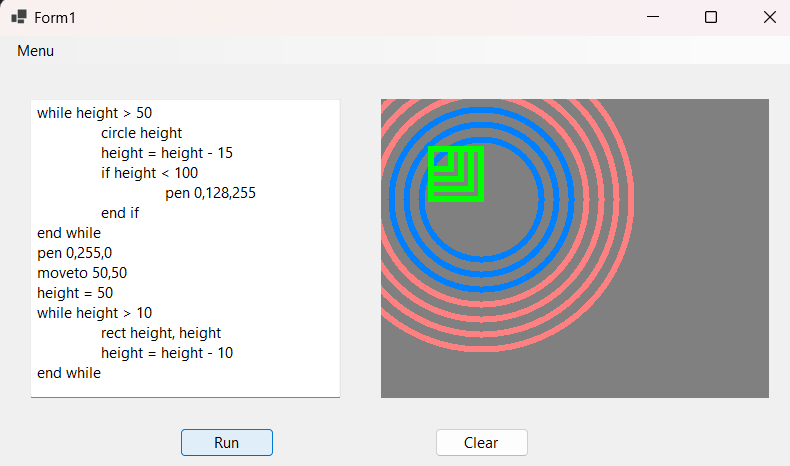 Form1
Menu
while height > 50
circle height
height = height - 15
if height < 100
pen 0,128,255
end if
end while
pen 0,255,0
moveto 50,50
height = 50
while height > 10
rect height, height
height = height - 10
end while
Run
Clear